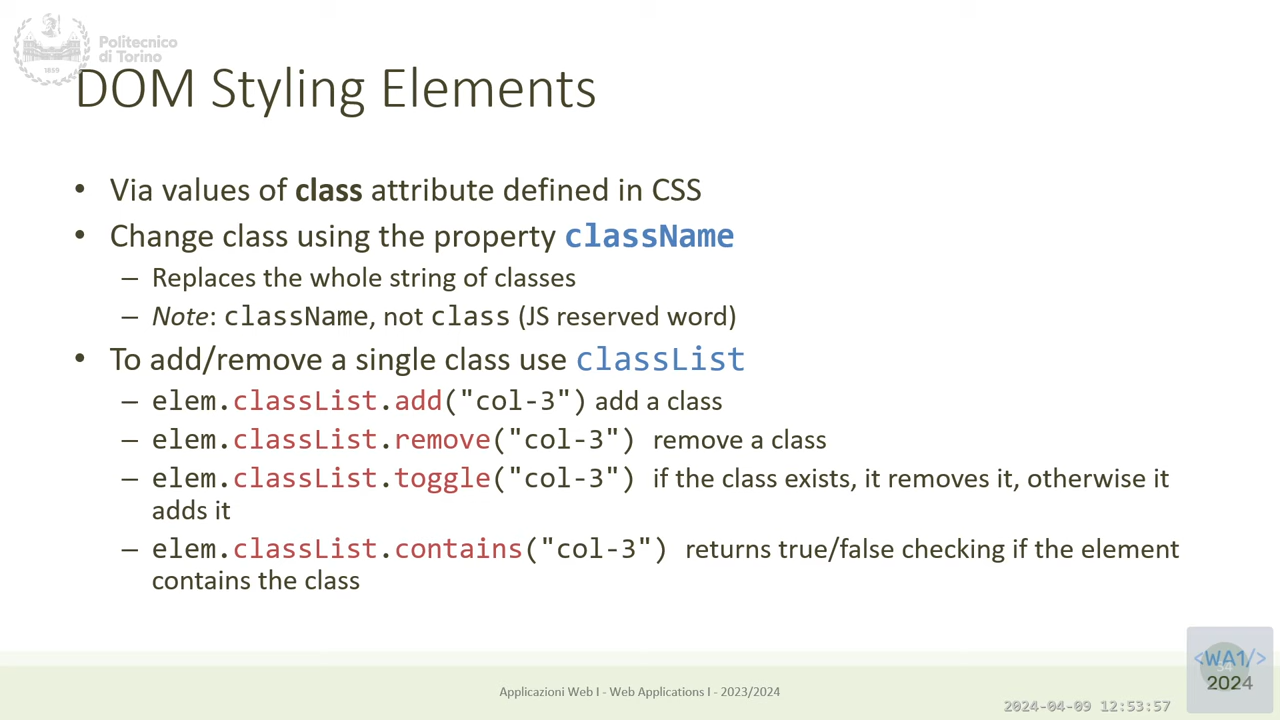 Politecnico
di Torino
1859
DOM Styling Elements
• Via values of class attribute defined in CSS
• Change class using the property className
– Replaces the whole string of classes
– Note: className, not class (JS reserved word)
• To add/remove a single class use classList
– elem.classList.add("col-3") add a class
– elem.classList.remove("col-3") remove a class
– elem.classList.toggle("col-3") if the class exists, it removes it, otherwise it
adds it
– elem.classList.contains("col-3") returns true/false checking if the element
contains the class
Applicazioni Web I - Web Applications I - 2023/2024
<WA1/>
2024
2024-04-09 12:53:57